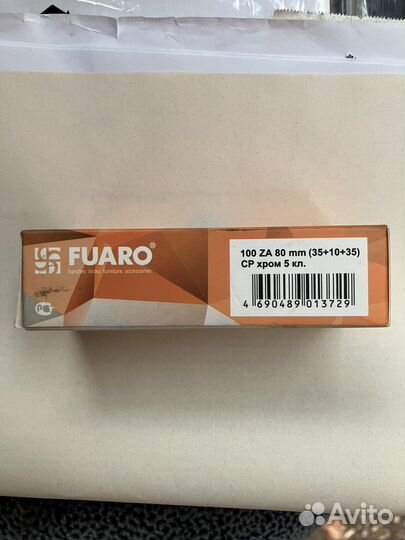 FUARO®
handles locks furniture accessories
100 ZA 80 mm (35+10+35)
CP хром 5 кл.
4 690489 013729
Avito